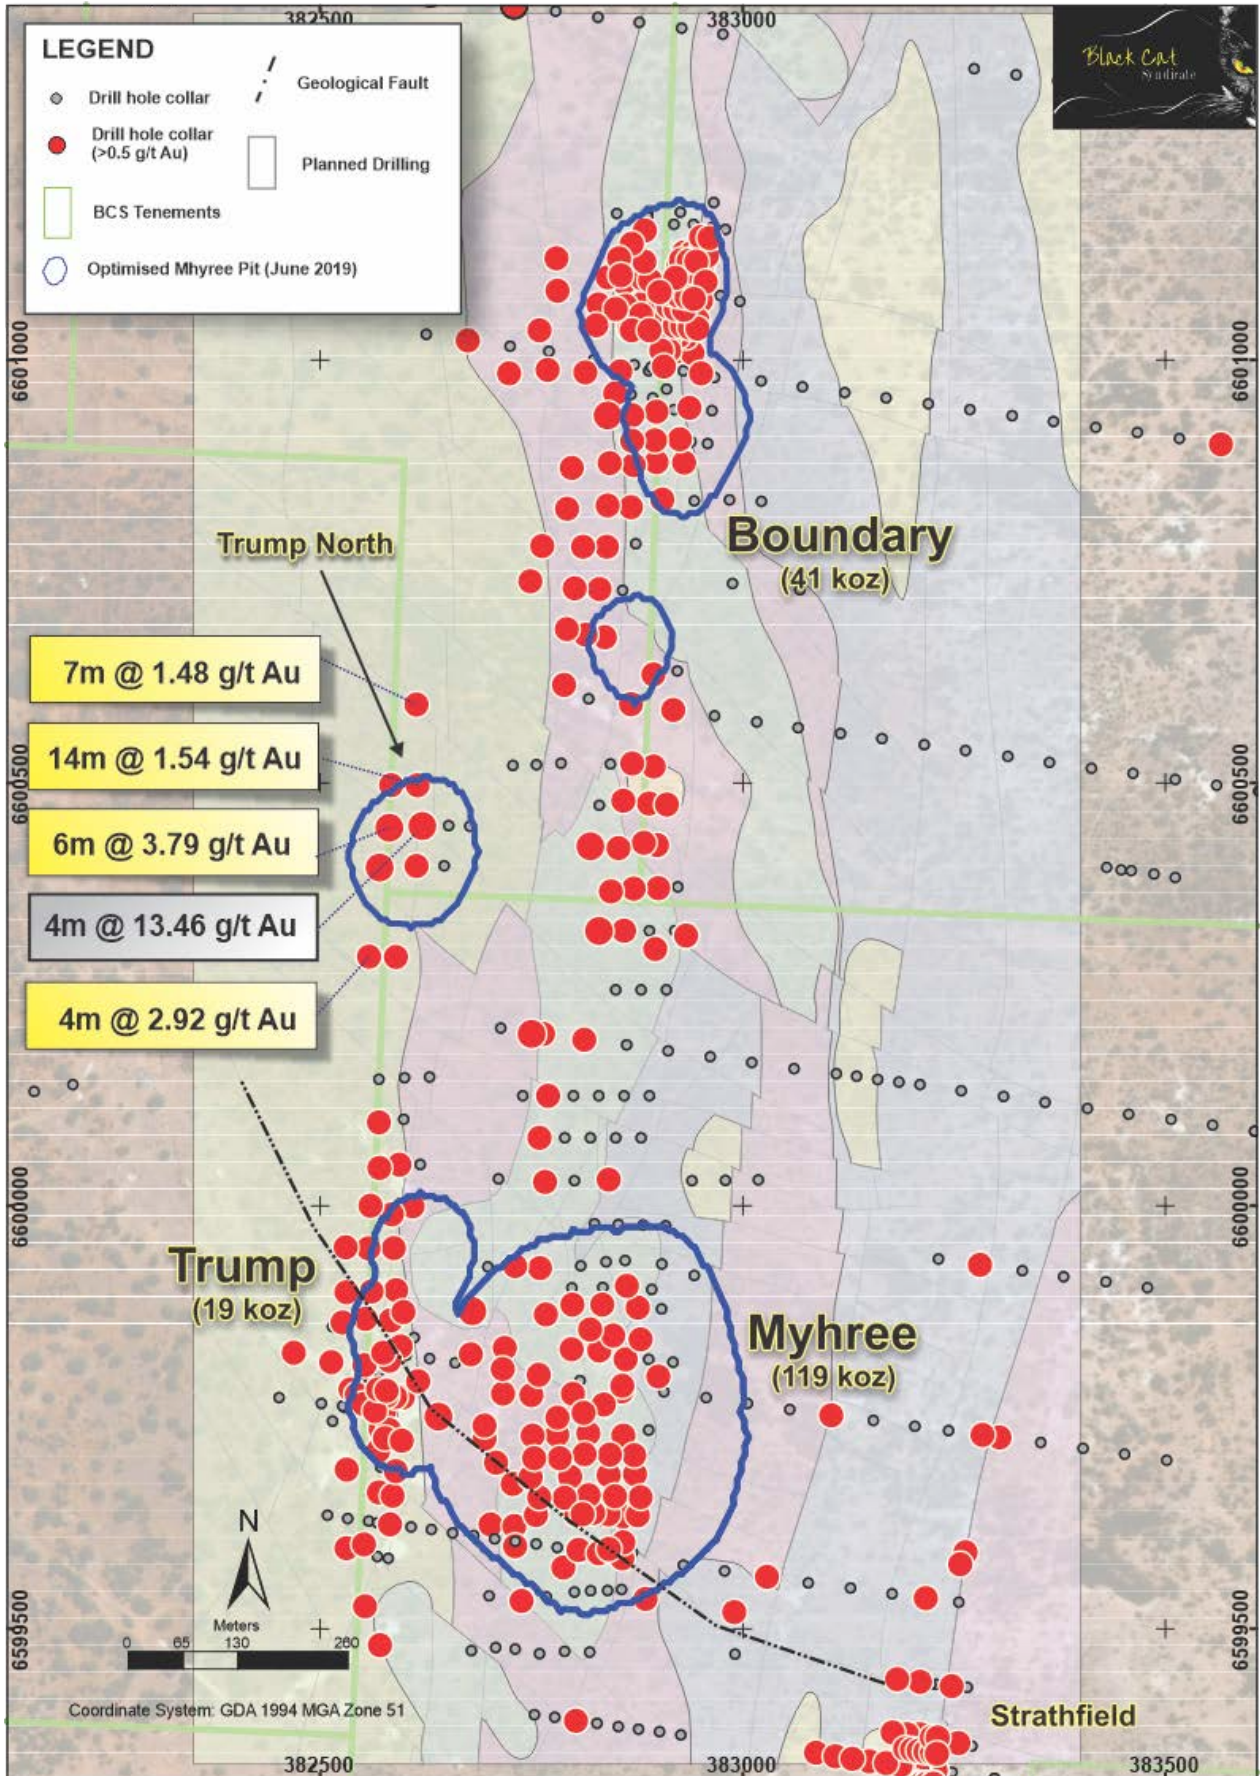 382500
383000
LEGEND
Drill hole collar
Geological Fault
Drill hole collar
(>0.5 g/t Au)
Planned Drilling
BCS Tenements
Optimised Mhyree Pit (June 2019)
Black Cat
Syndicate
6601000
6601000
Trump North
Boundary
(41 koz)
7m @ 1.48 g/t Au
14m @ 1.54 g/t Au
6600500
6600500
6m @ 3.79 g/t Au
4m @ 13.46 g/t Au
4m @ 2.92 g/t Au
6600000
6600000
Trump
(19 koz)
Myhree
(119 koz)
N
Meters
0 65 130 260
6599500
6599500
Coordinate System: GDA 1994 MGA Zone 51
Strathfield
382500
383000
383500